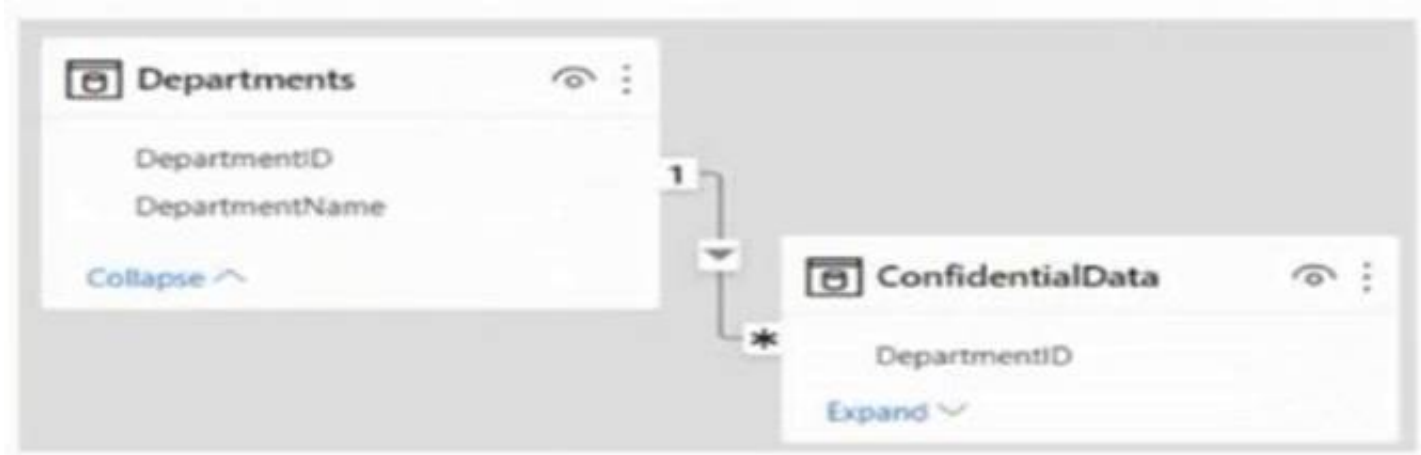 Departments
DepartmentID
DepartmentName
Collapse
1
*
ConfidentialData
DepartmentID
Expand